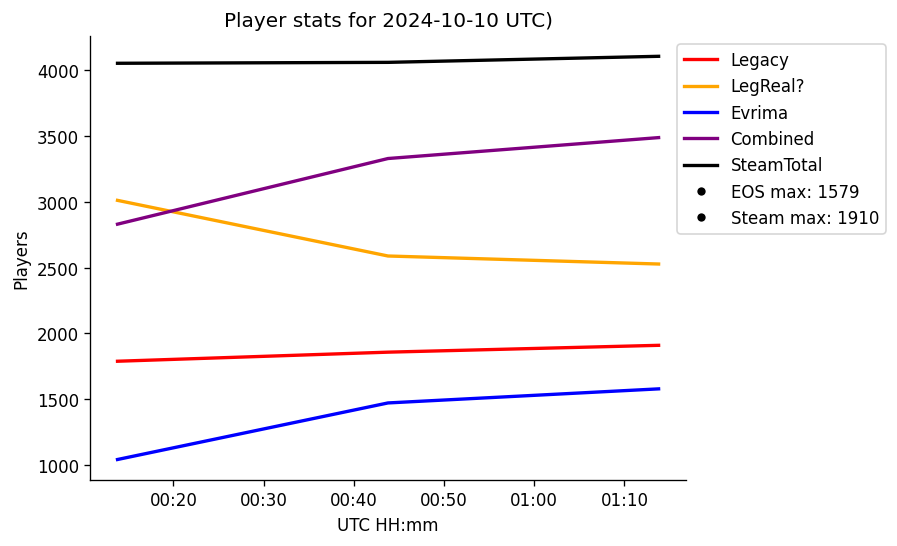 Player stats for 2024-10-10 UTC)
Legacy
LegReal?
Evrima
Combined
SteamTotal
EOS max: 1579
Steam max: 1910
Players
4000
3500
3000
2500
2000
1500
1000
00:20 00:30 00:40 00:50 01:00 01:10
UTC HH:mm